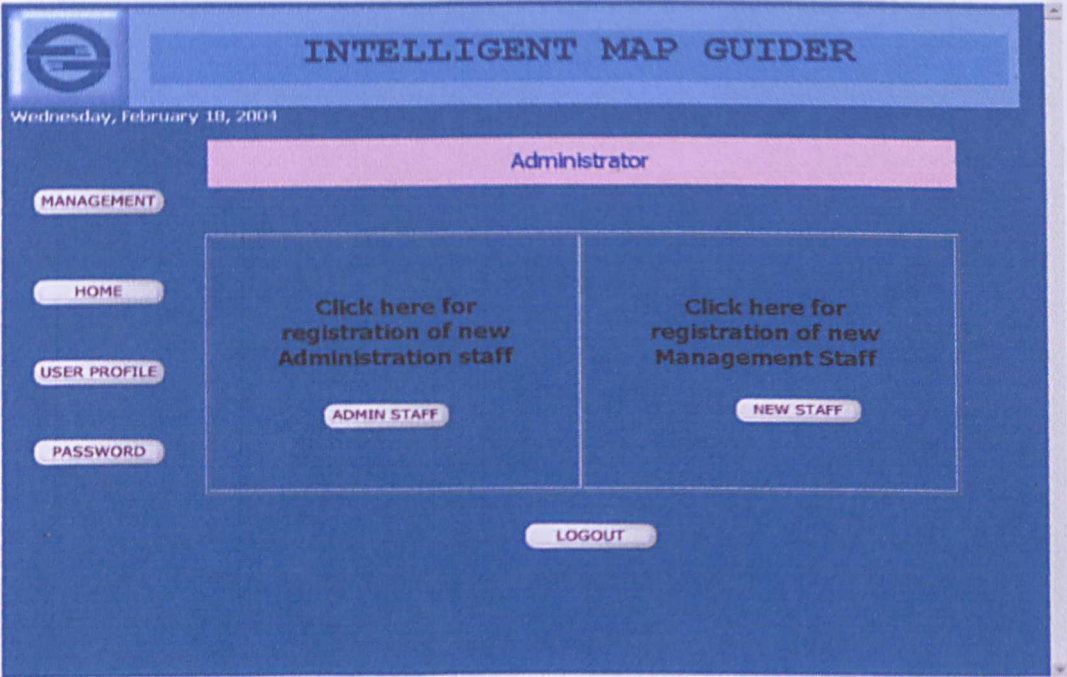 INTELLIGENT MAP GUIDER
Wednesday, February 18, 2004
Administrator
MANAGEMENT
HOME
USER PROFILE
PASSWORD
Click here for
registration of new
Administration staff
ADMIN STAFF
Click here for
registration of new
Management Staff
NEW STAFF
LOGOUT